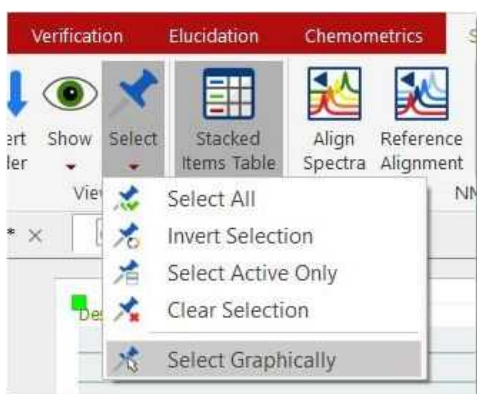 Verification Elucidation Chemometrics
Show Select Stacked Items Table Align Spectra Reference Alignment
Select All
Invert Selection
Select Active Only
Clear Selection
Select Graphically